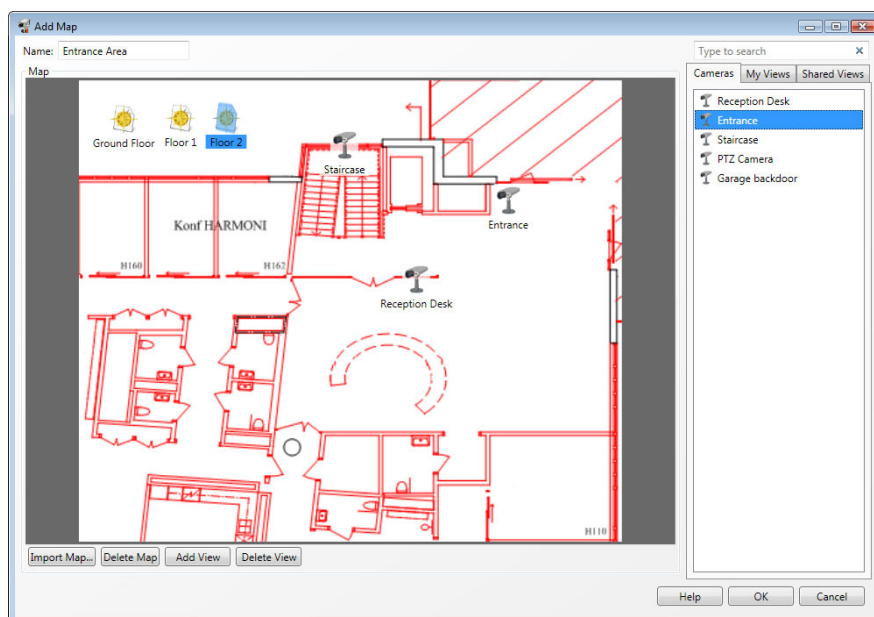 Add Map
Name: Entrance Area
Type to search
Map
Cameras My Views Shared Views
Ground Floor Floor 1 Floor 2
Staircase
Entrance
Konf HARMONI
H160 H162
Reception Desk
H110
Reception Desk
Entrance
Staircase
PTZ Camera
Garage backdoor
Import Map... Delete Map Add View Delete View
Help OK Cancel